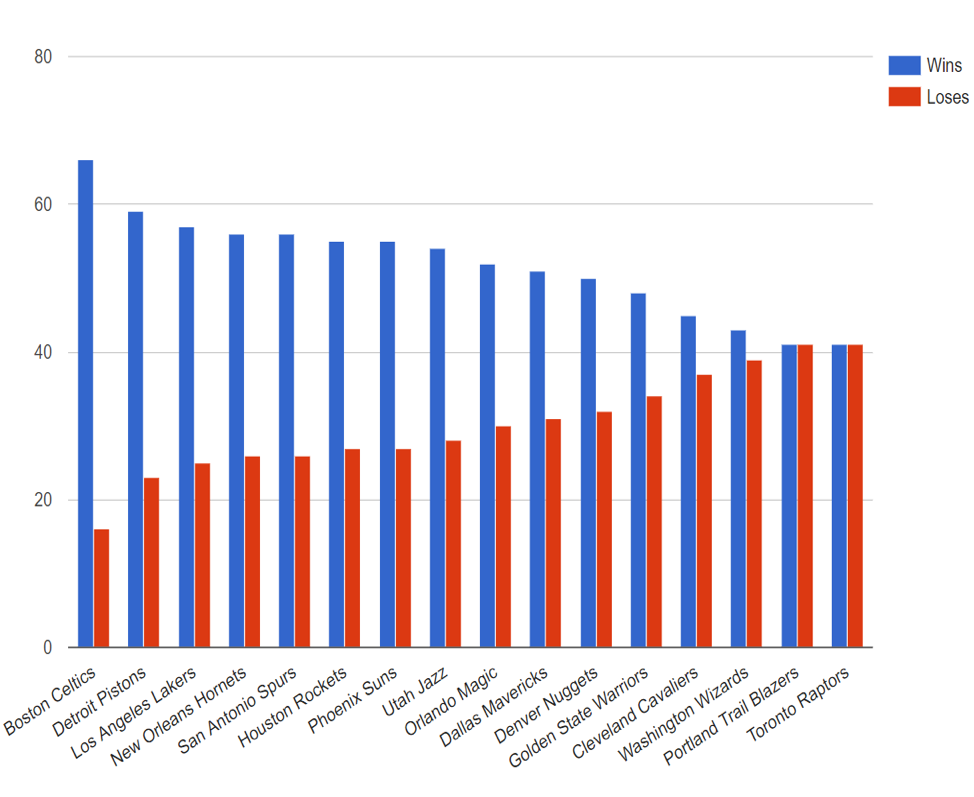 80
60
40
20
0
Wins
Loses
Boston Celtics
Detroit Pistons
Los Angeles Lakers
New Orleans Hornets
San Antonio Spurs
Houston Rockets
Phoenix Suns
Utah Jazz
Orlando Magic
Dallas Mavericks
Denver Nuggets
Golden State Warriors
Cleveland Cavaliers
Washington Wizards
Portland Trail Blazers
Toronto Raptors